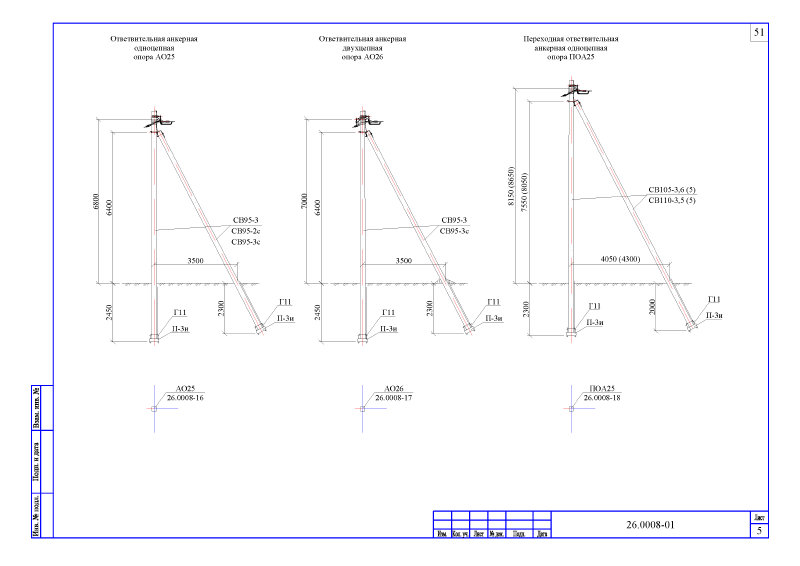 51
Ответвительная анкерная
одноцепная
опора АО25
Ответвительная анкерная
двухцепная
опора АО26
Переходная ответвительная
анкерная одноцепная
опора ПОА25
6800
6400
СВ95-3
СВ95-2с
СВ95-3с
3500
2450
2300
Г11
П-3и
Г11
П-3и
7000
6400
СВ95-3
СВ95-3с
3500
2450
2300
Г11
П-3и
Г11
П-3и
8150 (8650)
7550 (8050)
СВ105-3,6 (5)
СВ110-3,5 (5)
4050 (4300)
2300
2000
Г11
П-3и
Г11
П-3и
АО25
26.0008-16
АО26
26.0008-17
ПОА25
26.0008-18
Взам. инв. №
Подп. и дата
Инв. № подл.
Изм. Кол. уч. Лист № док. Подп. Дата
26.0008-01
Лист
5